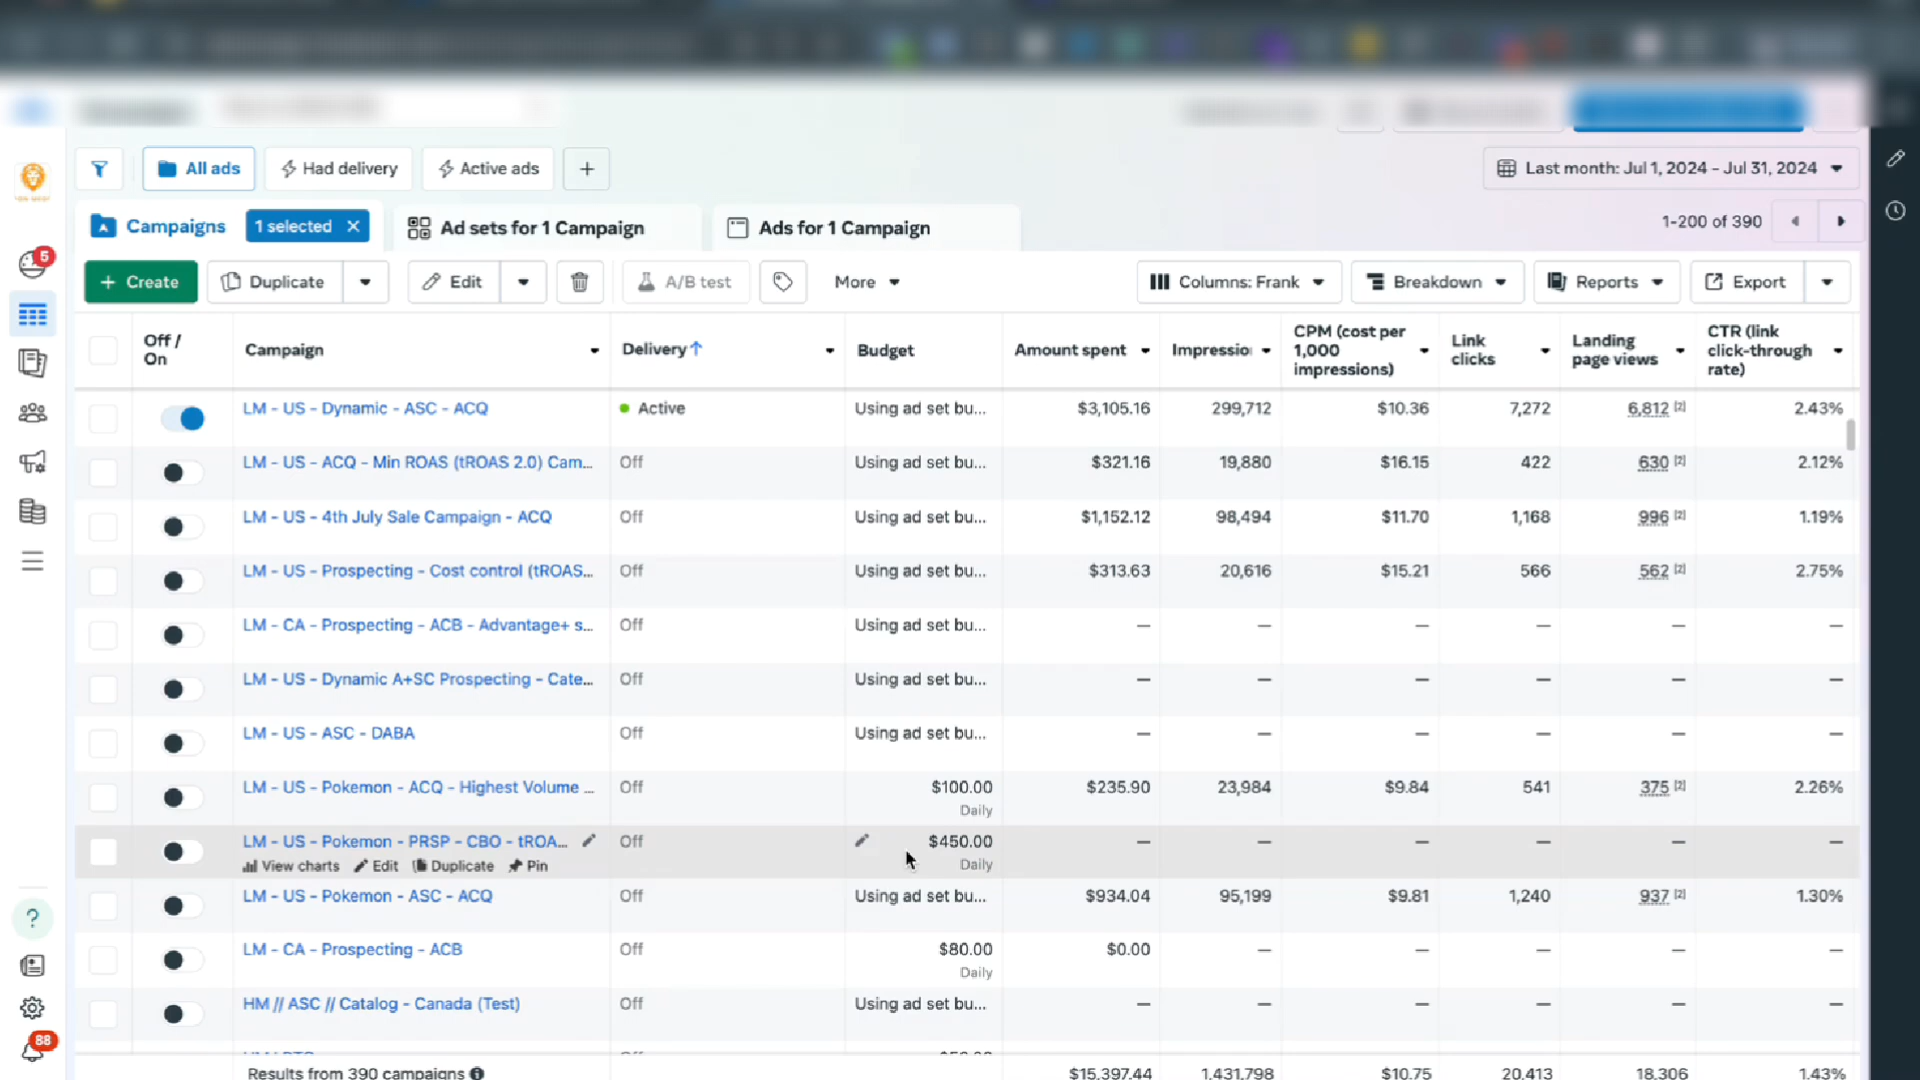 All ads
Had delivery
Active ads
Last month: Jul 1, 2024 – Jul 31, 2024
Campaigns
1 selected
Ad sets for 1 Campaign
Ads for 1 Campaign
1-200 of 390
5
+ Create
Duplicate
Edit
A/B test
More
Columns: Frank
Breakdown
Reports
Export
Off / On
Campaign
Delivery↑
Budget
Amount spent
Impressio
CPM (cost per 1,000 impressions)
Link clicks
Landing page views
CTR (link click-through rate)
LM - US - Dynamic - ASC - ACQ Active Using ad set bu... $3,105.16 299,712 $10.36 7,272 6,812 [2] 2.43%
LM - US - ACQ - Min ROAS (tROAS 2.0) Cam... Off Using ad set bu... $321.16 19,880 $16.15 422 630 [2] 2.12%
LM - US - 4th July Sale Campaign - ACQ Off Using ad set bu... $1,152.12 98,494 $11.70 1,168 996 [2] 1.19%
LM - US - Prospecting - Cost control (tROAS... Off Using ad set bu... $313.63 20,616 $15.21 566 562 [2] 2.75%
LM - CA - Prospecting - ACB - Advantage+ s... Off Using ad set bu... — — — — — —
LM - US - Dynamic A+SC Prospecting - Cate... Off Using ad set bu... — — — — — —
LM - US - ASC - DABA Off Using ad set bu... — — — — — —
LM - US - Pokemon - ACQ - Highest Volume ... Off $100.00 $235.90 23,984 $9.84 541 375 [2] 2.26%
Daily
LM - US - Pokemon - PRSP - CBO - tROA... Off $450.00 — — — — — —
View charts Edit Duplicate Pin Daily
LM - US - Pokemon - ASC - ACQ Off Using ad set bu... $934.04 95,199 $9.81 1,240 937 [2] 1.30%
LM - CA - Prospecting - ACB Off $80.00 $0.00 — — — — —
Daily
HM // ASC // Catalog - Canada (Test) Off Using ad set bu... — — — — — —
?
88
Results from 390 campaigns $15,397.44 1,431,798 $10.75 20,413 18,306 1.43%